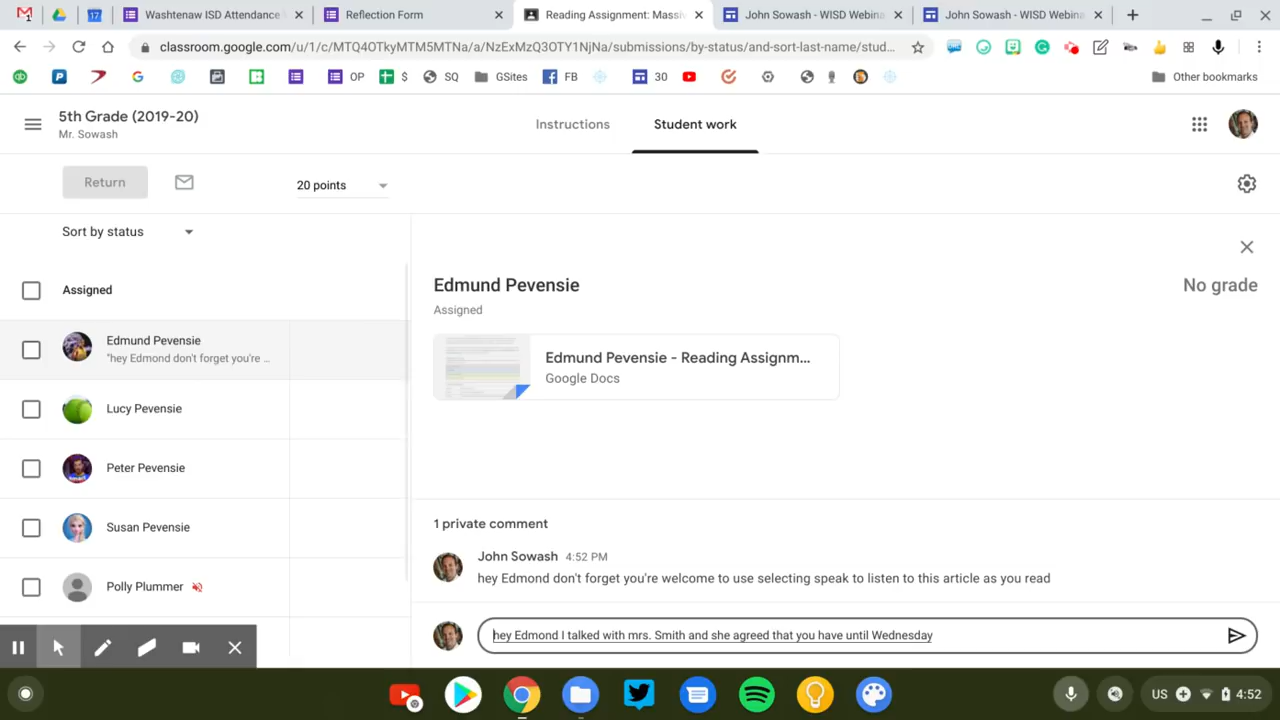 Washtenaw ISD Attendance
Reflection Form
Reading Assignment: Massiv
John Sowash - WISD Webina
John Sowash - WISD Webina
classroom.google.com/u/1/c/MTQ4OTkyMTM5MTNa/a/NzExMzQ3OTY1NjNa/submissions/by-status/and-sort-last-name/stud...
OP
$
SQ
GSites
FB
30
Other bookmarks
5th Grade (2019-20)
Mr. Sowash
Instructions
Student work
Return
20 points
Sort by status
Assigned
Edmund Pevensie
"hey Edmond don't forget you're ...
Lucy Pevensie
Peter Pevensie
Susan Pevensie
Polly Plummer
Edmund Pevensie
No grade
Assigned
Edmund Pevensie - Reading Assignm...
Google Docs
1 private comment
John Sowash 4:52 PM
hey Edmond don't forget you're welcome to use selecting speak to listen to this article as you read
hey Edmond I talked with mrs. Smith and she agreed that you have until Wednesday
US
4:52